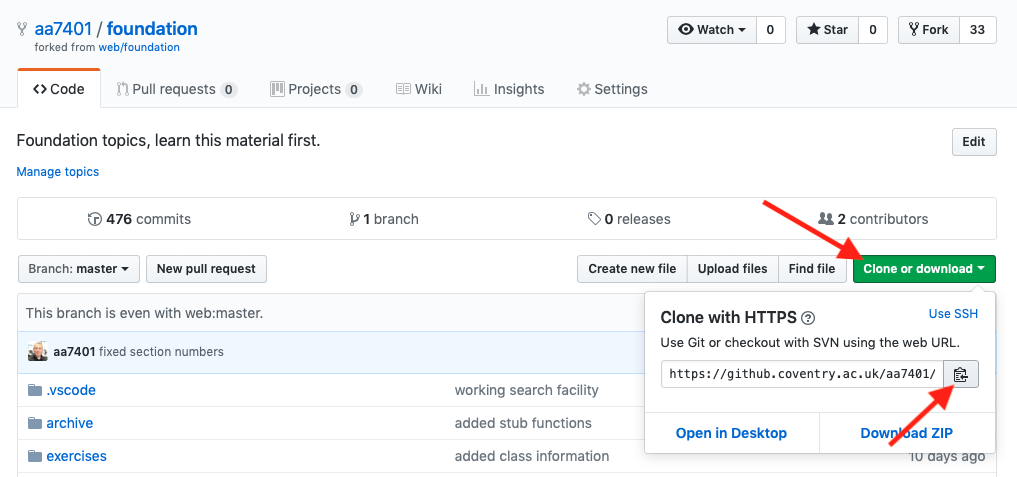 aa7401 / foundation
Watch 0 Star 0 Fork 33
forked from web/foundation
Code Pull requests 0 Projects 0 Wiki Insights Settings
Foundation topics, learn this material first.
Edit
Manage topics
476 commits 1 branch 0 releases 2 contributors
Branch: master New pull request Create new file Upload files Find file Clone or download
This branch is even with web:master.
Clone with HTTPS ? Use SSH
Use Git or checkout with SVN using the web URL.
aa7401 fixed section numbers
https://github.coventry.ac.uk/aa7401/
.vscode working search facility
archive added stub functions
Open in Desktop Download ZIP
exercises added class information 10 days ago